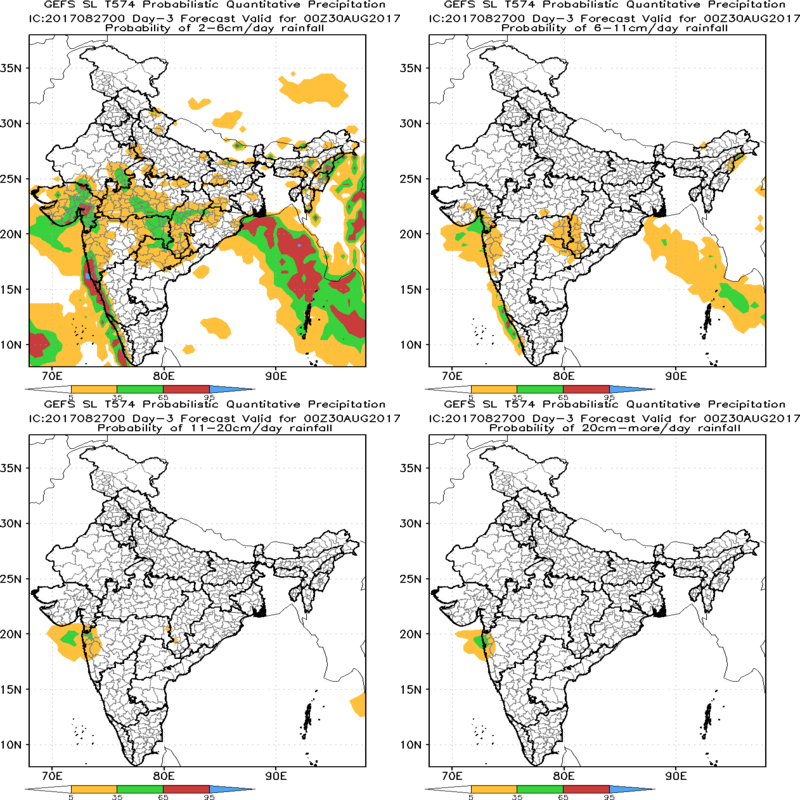 GEFS SL T574 Probabilistic Quantitative Precipitation
IC:2017082700 Day-3 Forecast Valid for 00Z30AUG2017
Probability of 2-6cm/day rainfall
35N
30N
25N
20N
15N
10N
70E 80E 90E
5 35 65 95
GEFS SL T574 Probabilistic Quantitative Precipitation
IC:2017082700 Day-3 Forecast Valid for 00Z30AUG2017
Probability of 6-11cm/day rainfall
35N
30N
25N
20N
15N
10N
70E 80E 90E
5 35 65 95
GEFS SL T574 Probabilistic Quantitative Precipitation
IC:2017082700 Day-3 Forecast Valid for 00Z30AUG2017
Probability of 11-20cm/day rainfall
35N
30N
25N
20N
15N
10N
70E 80E 90E
5 35 65 95
GEFS SL T574 Probabilistic Quantitative Precipitation
IC:2017082700 Day-3 Forecast Valid for 00Z30AUG2017
Probability of 20cm-more/day rainfall
35N
30N
25N
20N
15N
10N
70E 80E 90E
5 35 65 95